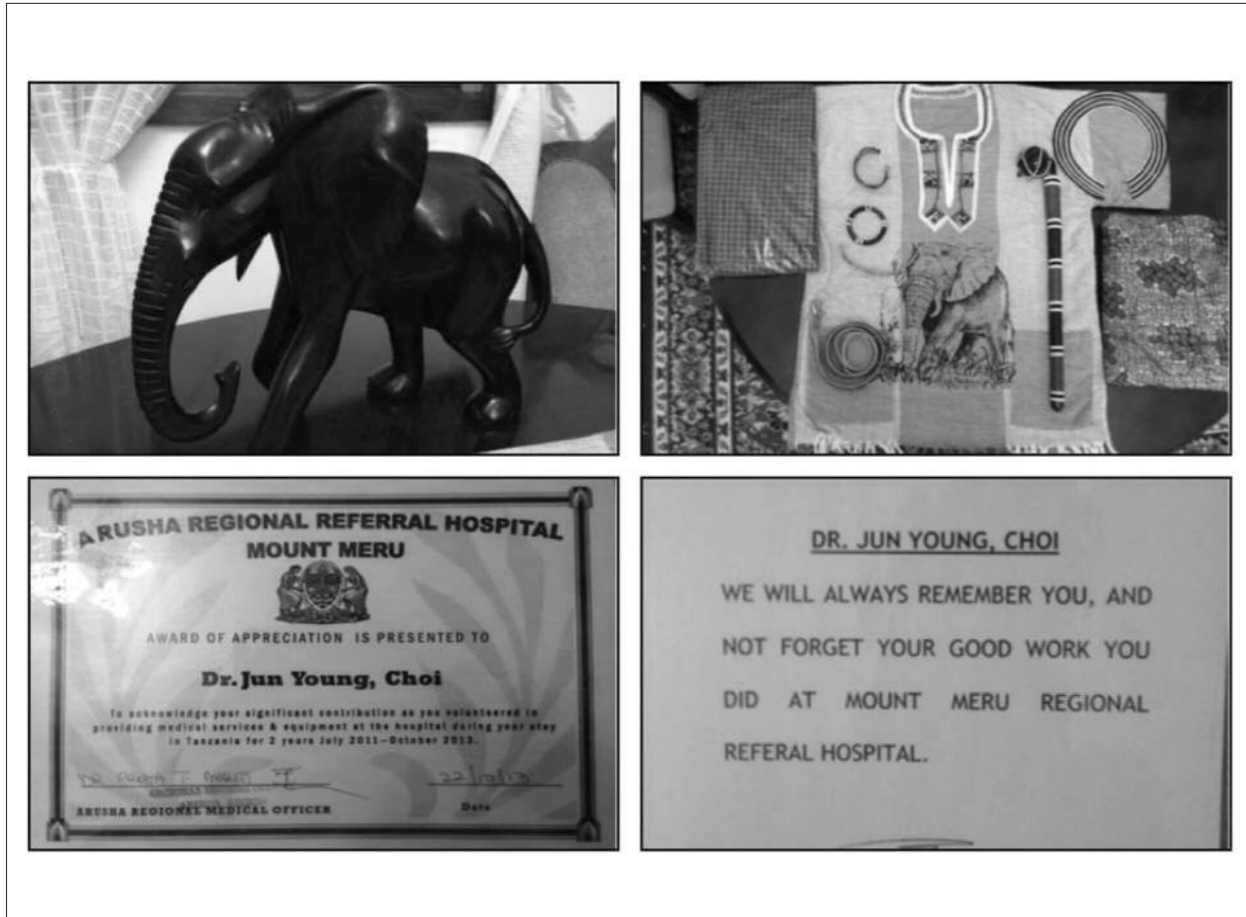 ARUSHA REGIONAL REFERRAL HOSPITAL
MOUNT MERU
AWARD OF APPRECIATION IS PRESENTED TO
Dr. Jun Young, Choi
To acknowledge your significant contribution as you volunteered in
providing medical services & equipment at the hospital during your stay
in Tanzania for 2 years July 2011-October 2013.
DR.
ARUSHA REGIONAL MEDICAL OFFICER
Date
DR. JUN YOUNG, CHOI
WE WILL ALWAYS REMEMBER YOU, AND
NOT FORGET YOUR GOOD WORK YOU
DID AT MOUNT MERU REGIONAL
REFERAL HOSPITAL.